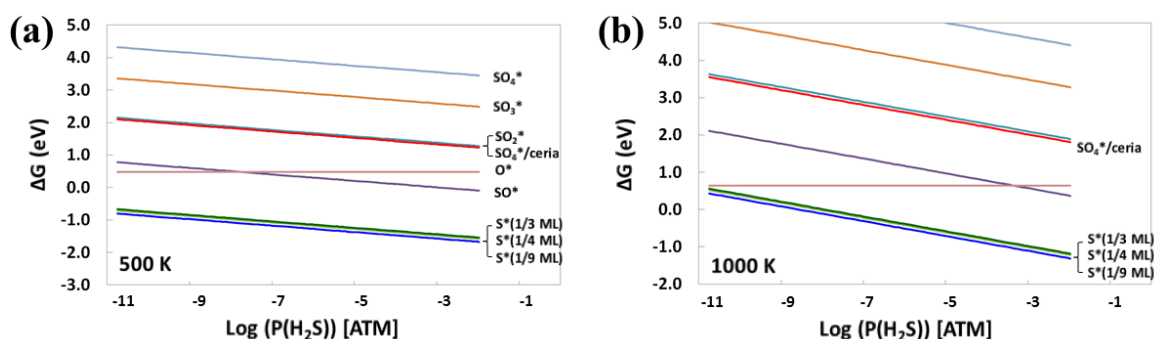 (a)
ΔG (eV)
5.0
4.0
3.0
2.0
1.0
0.0
-1.0
-2.0
-3.0
SO₄*
SO₃*
SO₂*
SO₄*/ceria
O*
SO*
S*(1/3 ML)
S*(1/4 ML)
S*(1/9 ML)
500 K
-11
-9
-7
-5
-3
-1
Log (P(H₂S)) [ATM]
(b)
ΔG (eV)
5.0
4.0
3.0
2.0
1.0
0.0
-1.0
-2.0
SO₄*/ceria
S*(1/3 ML)
S*(1/4 ML)
S*(1/9 ML)
1000 K
-11
-9
-7
-5
-3
-1
Log (P(H₂S)) [ATM]